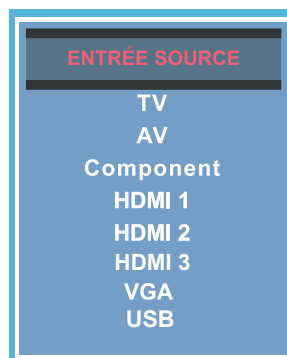 ENTRÉE SOURCE
TV
AV
Component
HDMI 1
HDMI 2
HDMI 3
VGA
USB